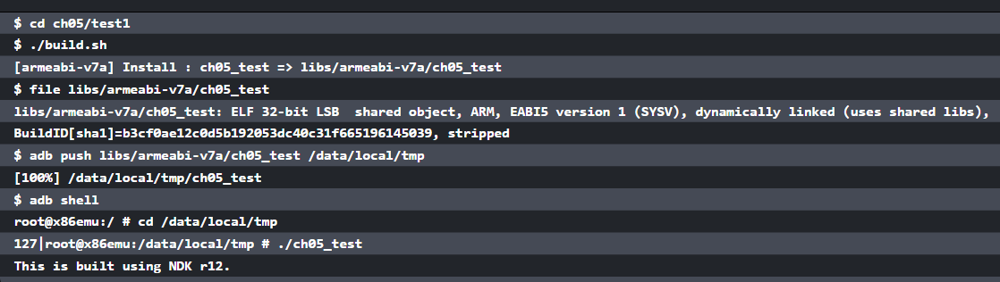 $ cd ch05/test1
$ ./build.sh
[armeabi-v7a] Install : ch05_test => libs/armeabi-v7a/ch05_test
$ file libs/armeabi-v7a/ch05_test
libs/armeabi-v7a/ch05_test: ELF 32-bit LSB  shared object, ARM, EABI5 version 1 (SYSV), dynamically linked (uses shared libs),
BuildID[sha1]=b3cf0ae12c0d5b192053dc40c31f665196145039, stripped
$ adb push libs/armeabi-v7a/ch05_test /data/local/tmp
[100%] /data/local/tmp/ch05_test
$ adb shell
root@x86emu:/ # cd /data/local/tmp
127|root@x86emu:/data/local/tmp # ./ch05_test
This is built using NDK r12.